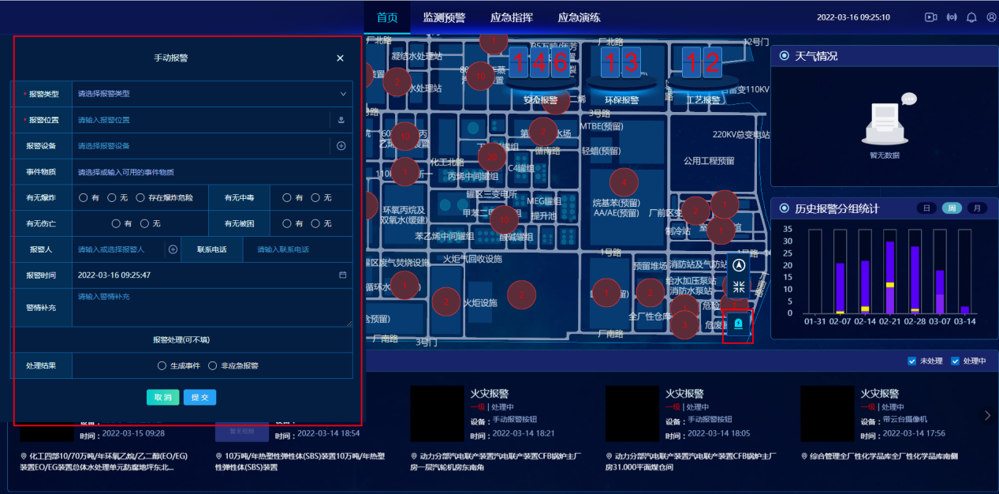 首页 监测预警 应急指挥 应急演练
2022-03-16 09:25:10
手动报警 ×
* 报警类型 请选择报警类型
* 报警位置 请输入报警位置
报警设备 请选择报警设备
事件物质 请选择或输入可用的事件物质
有无爆炸 有 无 存在爆炸危险 有无中毒 有 无
有无伤亡 有 无 有无被困 有 无
报警人 请输入或选择报警人 联系电话 请输入联系电话
报警时间 2022-03-16 09:25:47
警情补充 请输入警情补充
报警处理(可不填)
处理结果 生成事件 非应急报警
取消 提交
146 13 12
安全报警 环保报警 工艺报警
厂北路
厂北路
12号门
凝结水处理站
水处理站
3号路
MTBE(预留)
220KV总变电站
轻蜡(预留)
公用工程预留
化工北路
循南路
C4罐组
丙烯中间罐组
罐区三变电所
MEG罐组
烷基苯(预留)
AA/AE(预留)
环氧丙烷及
双氧水(缓建)
提升池
制冷站
苯乙烯中间罐组
酸碱罐组
1号路
火炬气回收设施
预留堆场
消防站及气防站
给水加压泵站
消防水泵站
火炬设施
全厂性仓库
厂南路
厂南路
3号门
天气情况
暂无数据
历史报警分组统计 日 周 月
35
30
25
20
15
10
5
0
01-31 02-07 02-14 02-21 02-28 03-07 03-14
未处理 处理中
时间：2022-03-15 09:28
化工四部10/70万吨/年环氧乙烷/乙二醇(EO/EG)
装置EO/EG装置总体水处理单元防腐地坪东北...
暂无视频
时间：2022-03-14 18:54
10万吨/年热塑性弹性体(SBS)装置10万吨/年热塑
性弹性体(SBS)装置
火灾报警
一级 | 处理中
设备：手动报警按钮
时间：2022-03-14 18:21
动力分部汽电联产装置汽电联产装置CFB锅炉主厂
房一层汽轮机房东南角
火灾报警
一级 | 处理中
设备：手动报警按钮
时间：2022-03-14 18:05
动力分部汽电联产装置汽电联产装置CFB锅炉主厂
房31.000平面煤仓间
火灾报警
一级 | 处理中
设备：带云台摄像机
时间：2022-03-14 17:56
综合管理全厂性化学品库全厂性化学品库南侧